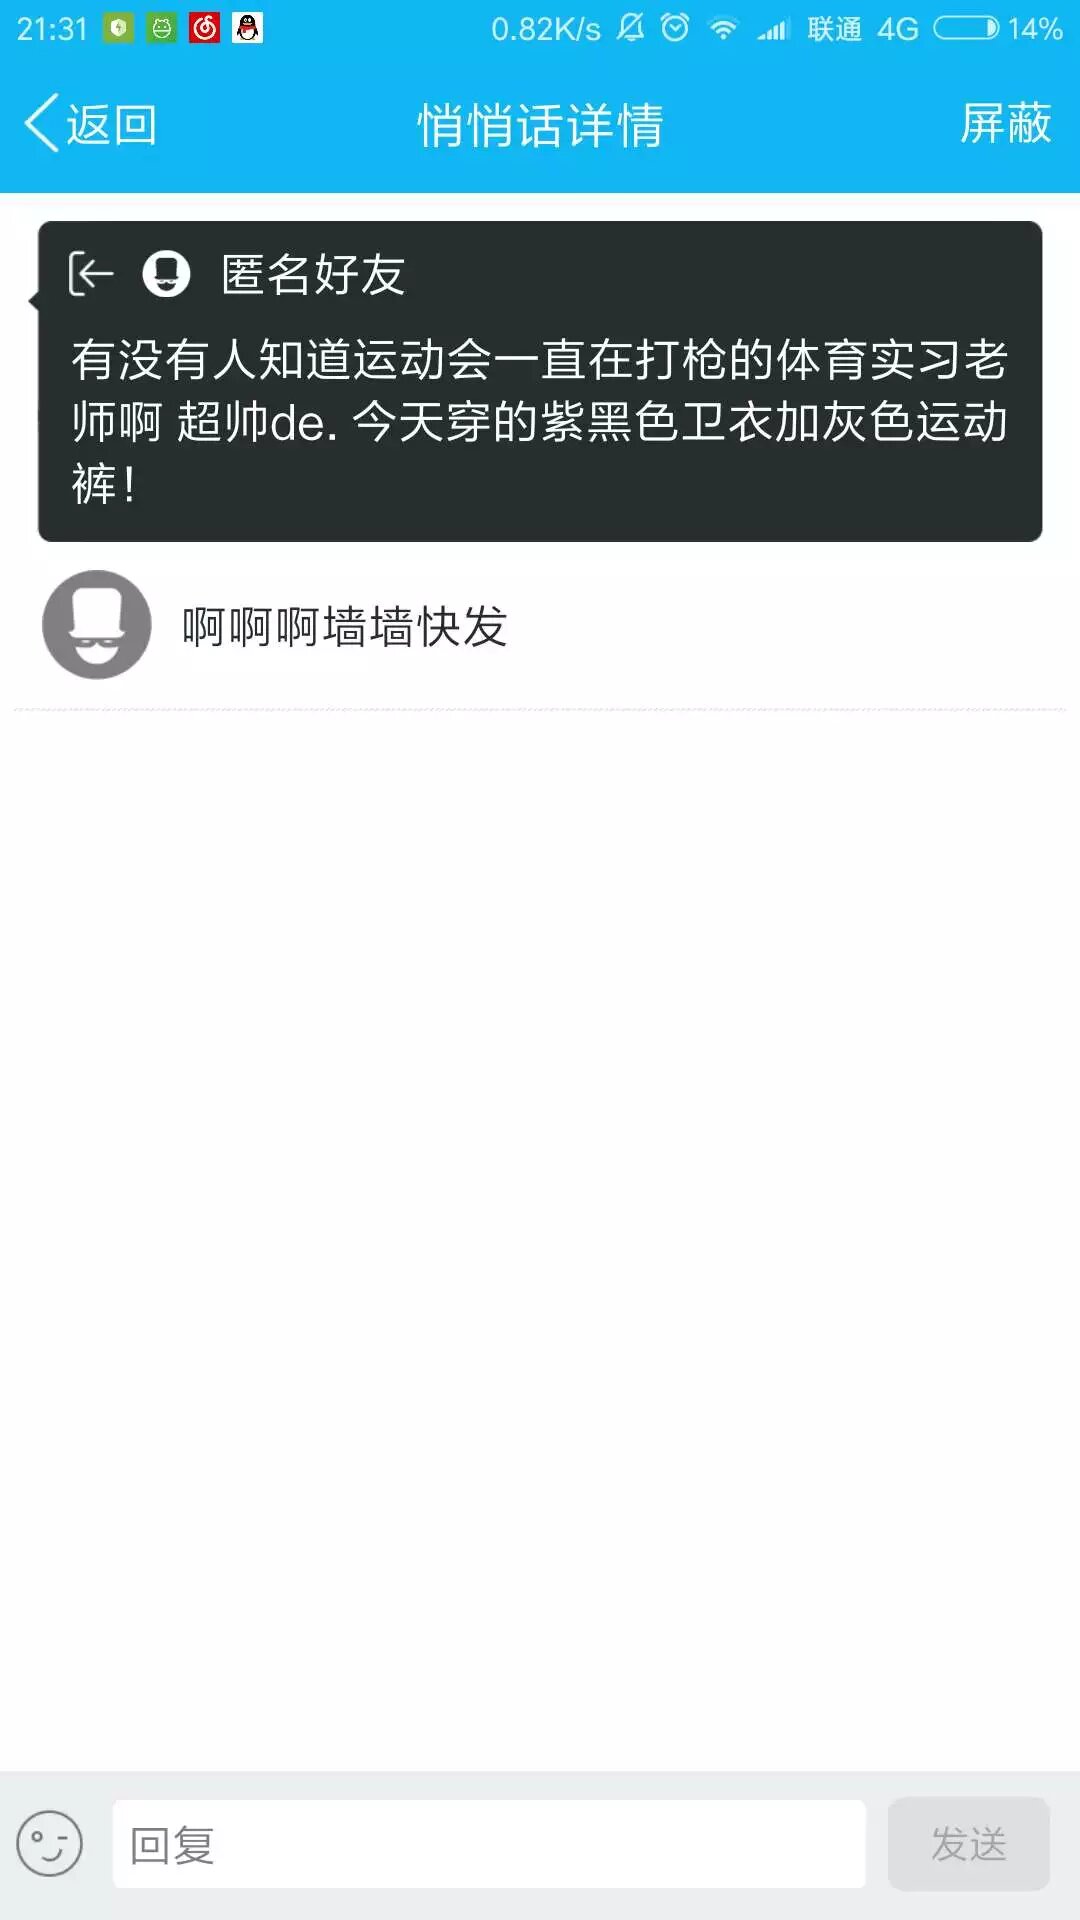 21:31 0.82K/s 联通 4G 14%
返回 悄悄话详情 屏蔽
匿名好友
有没有人知道运动会一直在打枪的体育实习老
师啊 超帅de. 今天穿的紫黑色卫衣加灰色运动
裤!
啊啊啊墙墙快发
回复 发送